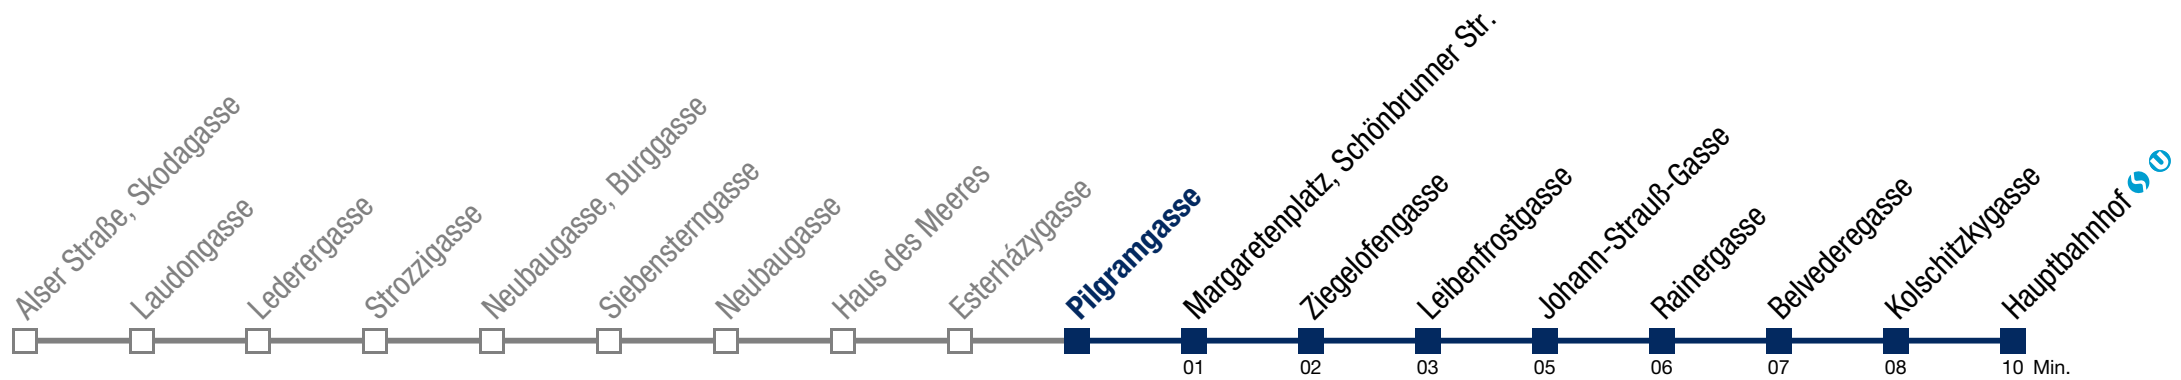 Alser Straße, Skodagasse
Laudongasse
Lederergasse
Strozzigasse
Neubaugasse, Burggasse
Siebensterngasse
Neubaugasse
Haus des Meeres
Esterházygasse
Pilgramgasse
Margaretenplatz, Schönbrunner Str.
Ziegelofengasse
Leibenfrostgasse
Johann-Strauß-Gasse
Rainergasse
Belvederegasse
Kolschitzkygasse
Hauptbahnhof S U
01 02 03 05 06 07 08 10 Min.